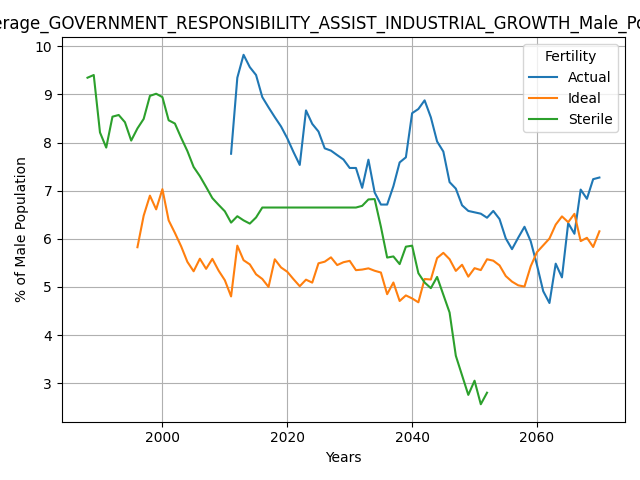 erage_GOVERNMENT_RESPONSIBILITY_ASSIST_INDUSTRIAL_GROWTH_Male_Po
Fertility
Actual
Ideal
Sterile
% of Male Population
10
9
8
7
6
5
4
3
2000 2020 2040 2060
Years